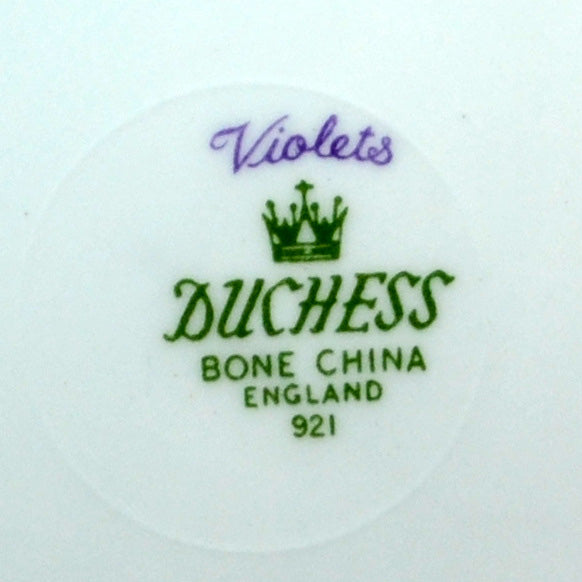 Violets
DUCHESS
BONE CHINA
ENGLAND
921